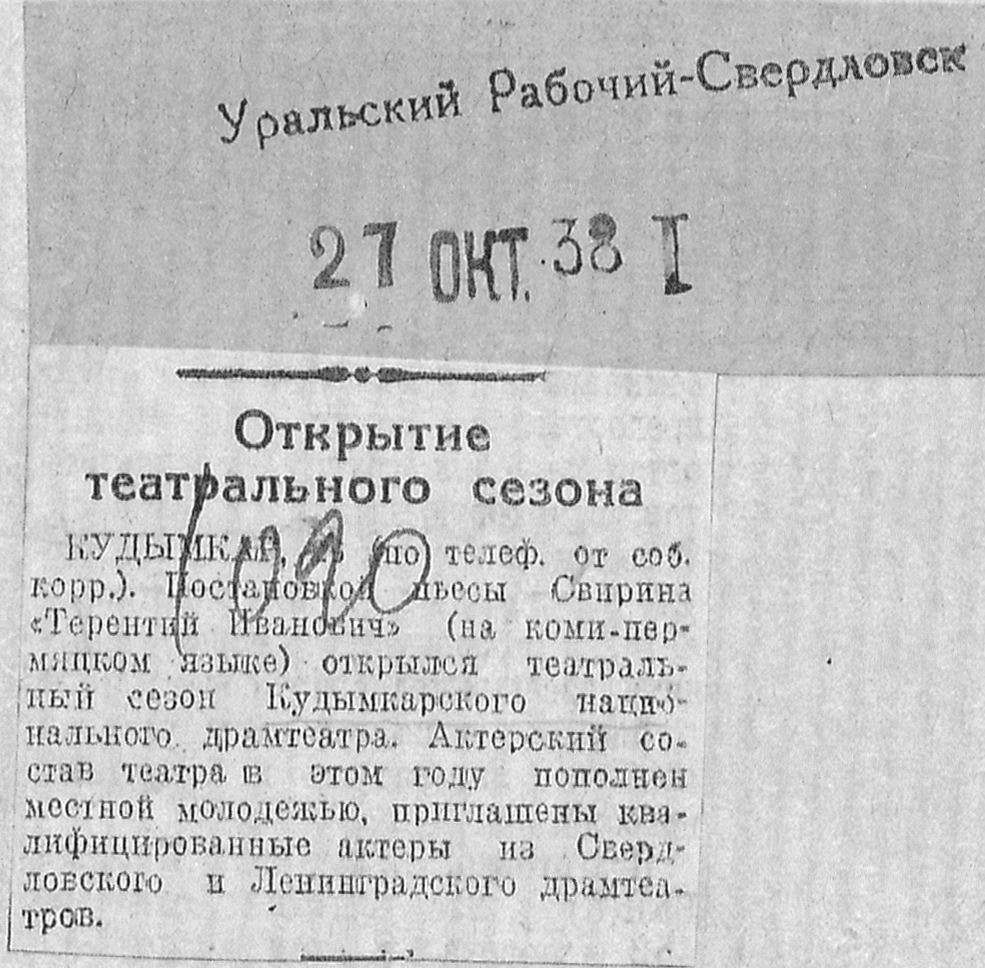 Уральский Рабочий-Свердловск
27 ОКТ. 38 I
Открытие
театрального сезона
КУДЫМКАР, (по телеф. от соб.
корр.). Постановкой пьесы Свирина
«Терентий Иванович» (на коми-пер-
мяцком языке) открылся театраль-
ный сезон Кудымкарского нацио-
нального драмтеатра. Актерский со-
став театра в этом году пополнен
местной молодежью, приглашены ква-
лифицированные актеры из Сверд-
ловского и Ленинградского драмтеа-
тров.